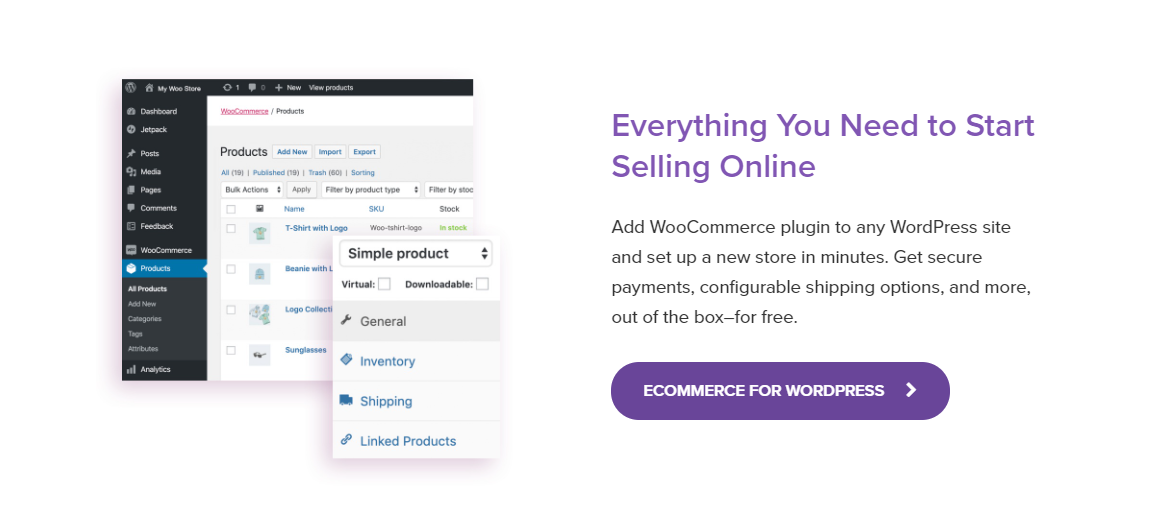 My Woo Store 1 0 New View products
Dashboard
Jetpack
Posts
Media
Pages
Comments
Feedback
WooCommerce
Products
All Products
Add New
Categories
Tags
Attributes
Analytics
WooCommerce / Products
Products Add New Import Export
All (19) | Published (19) | Trash (60) | Sorting
Bulk Actions Apply Filter by product type Filter by stoc
Name SKU Stock
T-Shirt with Logo Woo-tshirt-logo In stock
Beanie with L
Logo Collecti
Sunglasses
Simple product
Virtual: Downloadable:
General
Inventory
Shipping
Linked Products
Everything You Need to Start
Selling Online
Add WooCommerce plugin to any WordPress site
and set up a new store in minutes. Get secure
payments, configurable shipping options, and more,
out of the box–for free.
ECOMMERCE FOR WORDPRESS